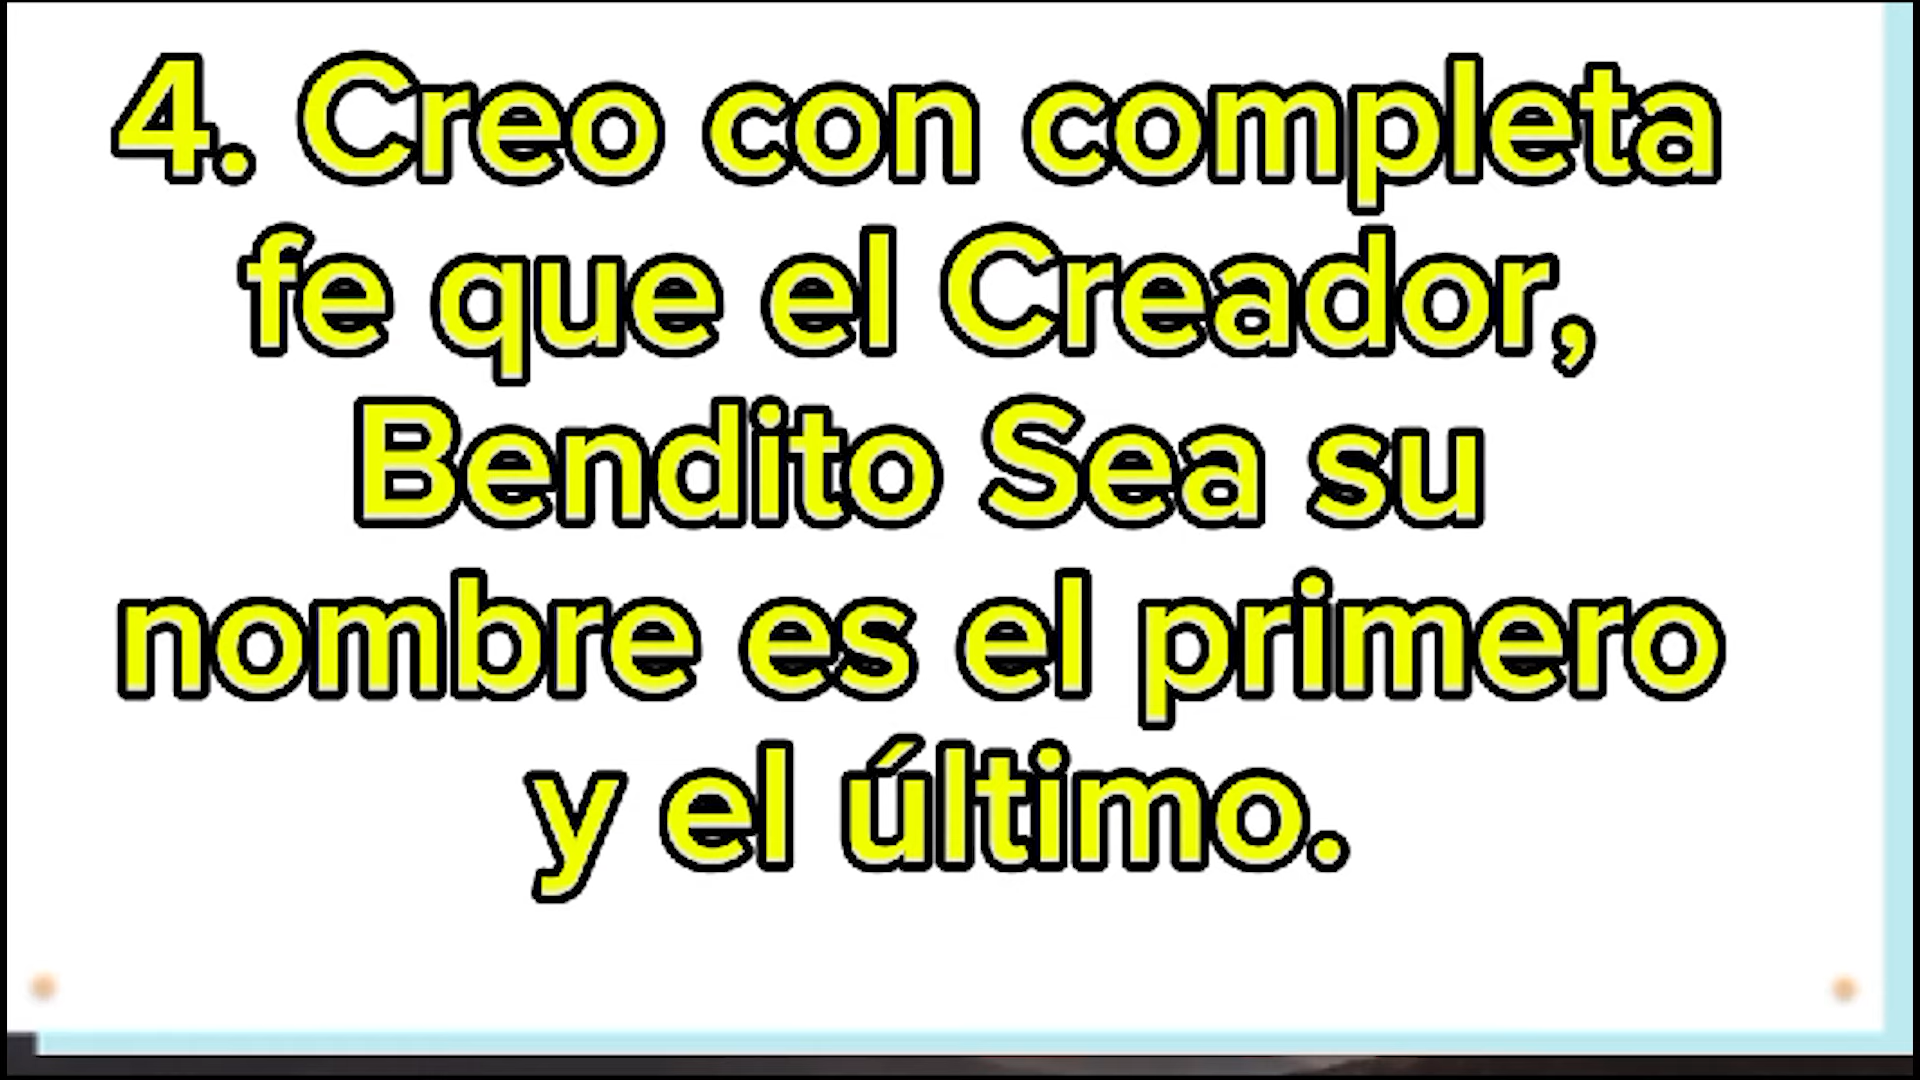 4. Creo con completa
fe que el Creador,
Bendito Sea su
nombre es el primero
y el último.